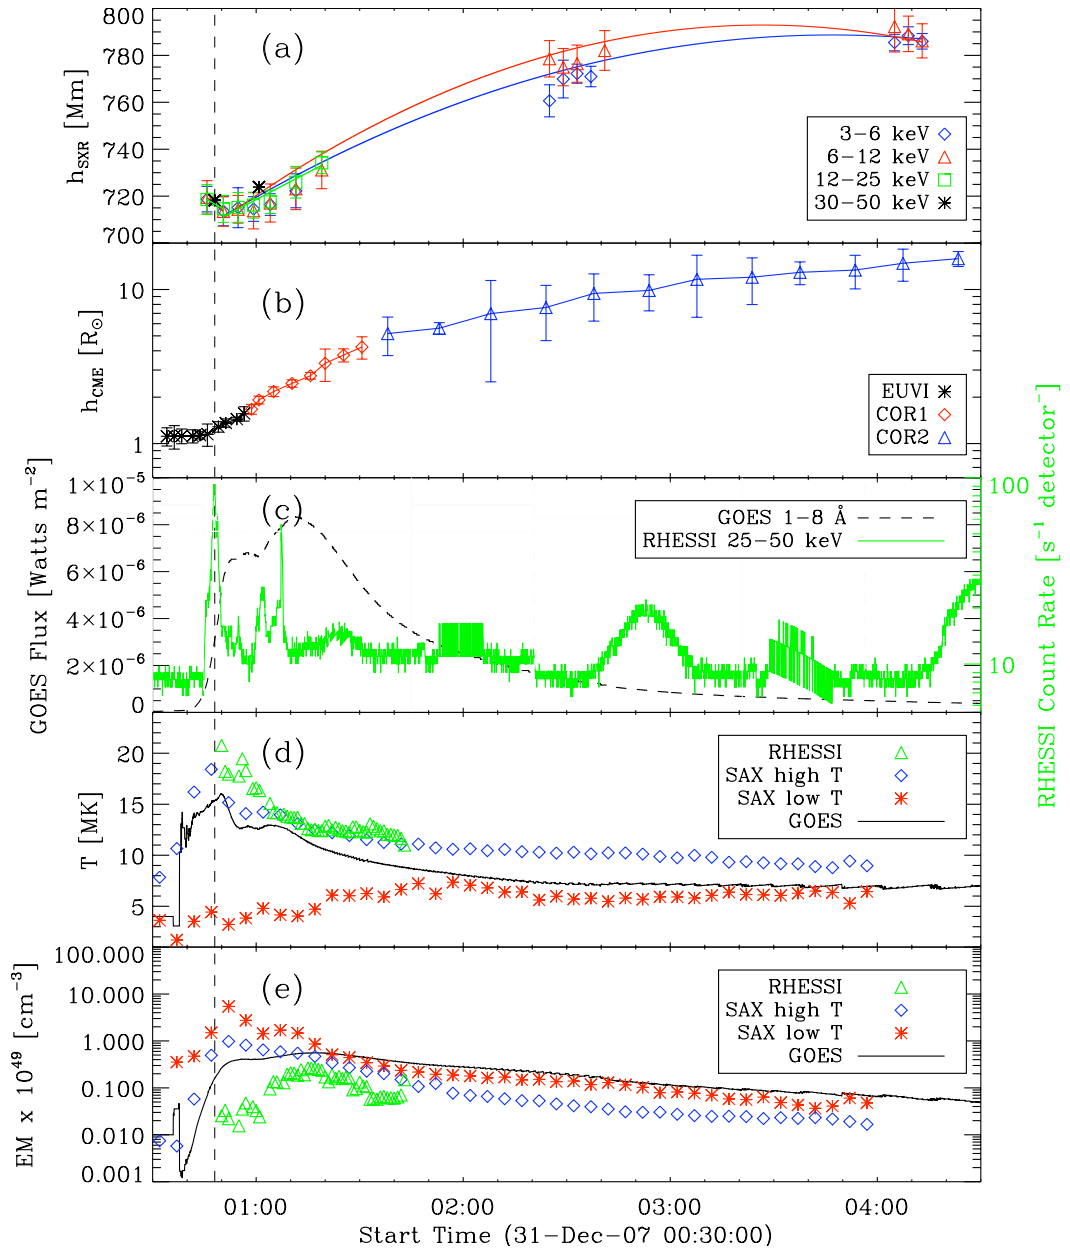 800
780
760
740
720
700
h_SXR [Mm]
(a)
3−6 keV
6−12 keV
12−25 keV
30−50 keV
10
1
h_CME [R_⊙]
(b)
EUVI
COR1
COR2
1×10⁻⁵
8×10⁻⁶
6×10⁻⁶
4×10⁻⁶
2×10⁻⁶
0
GOES Flux [Watts m⁻²]
(c)
GOES 1−8 Å
RHESSI 25−50 keV
100
10
RHESSI Count Rate [s⁻¹ detector⁻
20
15
10
5
T [MK]
(d)
RHESSI
SAX high T
SAX low T
GOES
100.000
10.000
1.000
0.100
0.010
0.001
EM x 10⁴⁹ [cm⁻³]
(e)
RHESSI
SAX high T
SAX low T
GOES
01:00
02:00
03:00
04:00
Start Time (31−Dec−07 00:30:00)